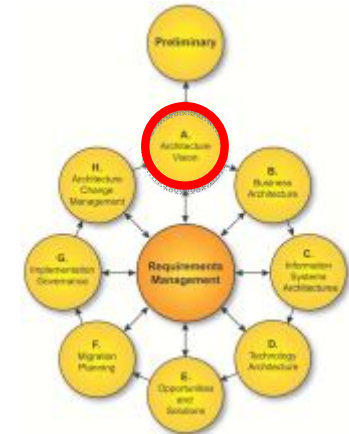 Preliminary
A.
Architecture
Vision
B.
Business
Architecture
C.
Information
Systems
Architectures
D.
Technology
Architecture
E.
Opportunities
and
Solutions
F.
Migration
Planning
G.
Implementation
Governance
H.
Architecture
Change
Management
Requirements
Management